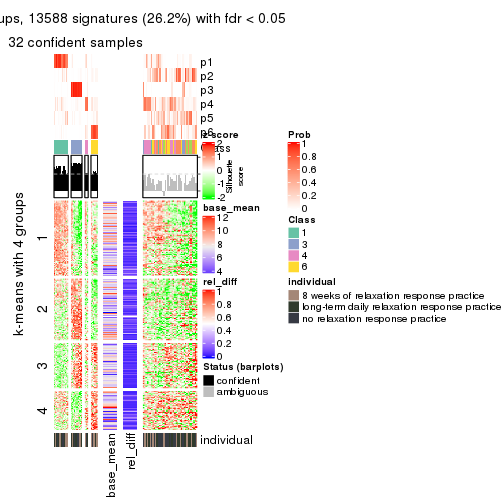 ups, 13588 signatures (26.2%) with fdr < 0.05
32 confident samples
p1
p2
p3
p4
p5
p6
Class
Silhouette
score
k-means with 4 groups
1
2
3
4
individual
base_mean
rel_diff
z-score
2
1
0
-1
-2
base_mean
12
10
8
6
4
rel_diff
1
0.8
0.6
0.4
0.2
0
Status (barplots)
confident
ambiguous
Prob
1
0.8
0.6
0.4
0.2
0
Class
1
3
4
6
individual
8 weeks of relaxation response practice
long-term daily relaxation response practice
no relaxation response practice